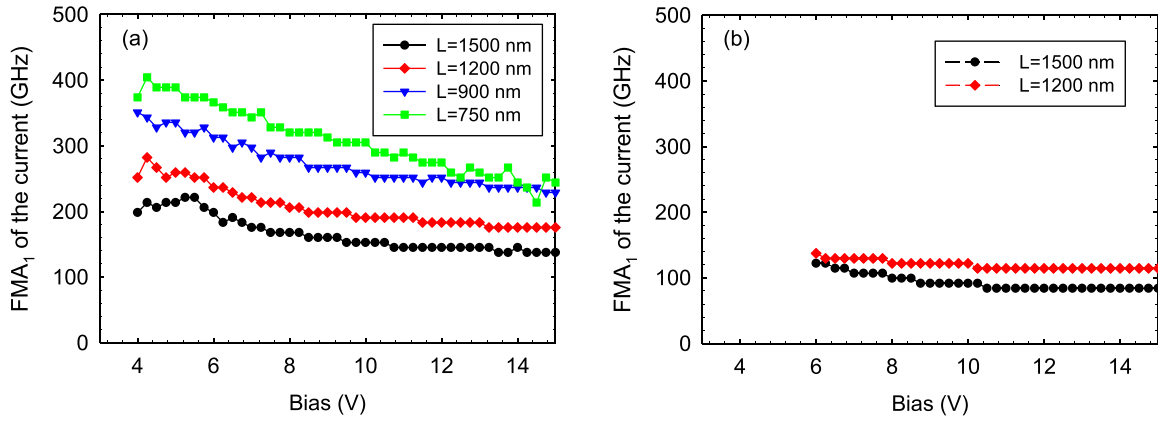 (a)
L=1500 nm
L=1200 nm
L=900 nm
L=750 nm
FMA1 of the current (GHz)
500
400
300
200
100
0
4 6 8 10 12 14
Bias (V)
(b)
L=1500 nm
L=1200 nm
FMA1 of the current (GHz)
500
400
300
200
100
0
4 6 8 10 12 14
Bias (V)